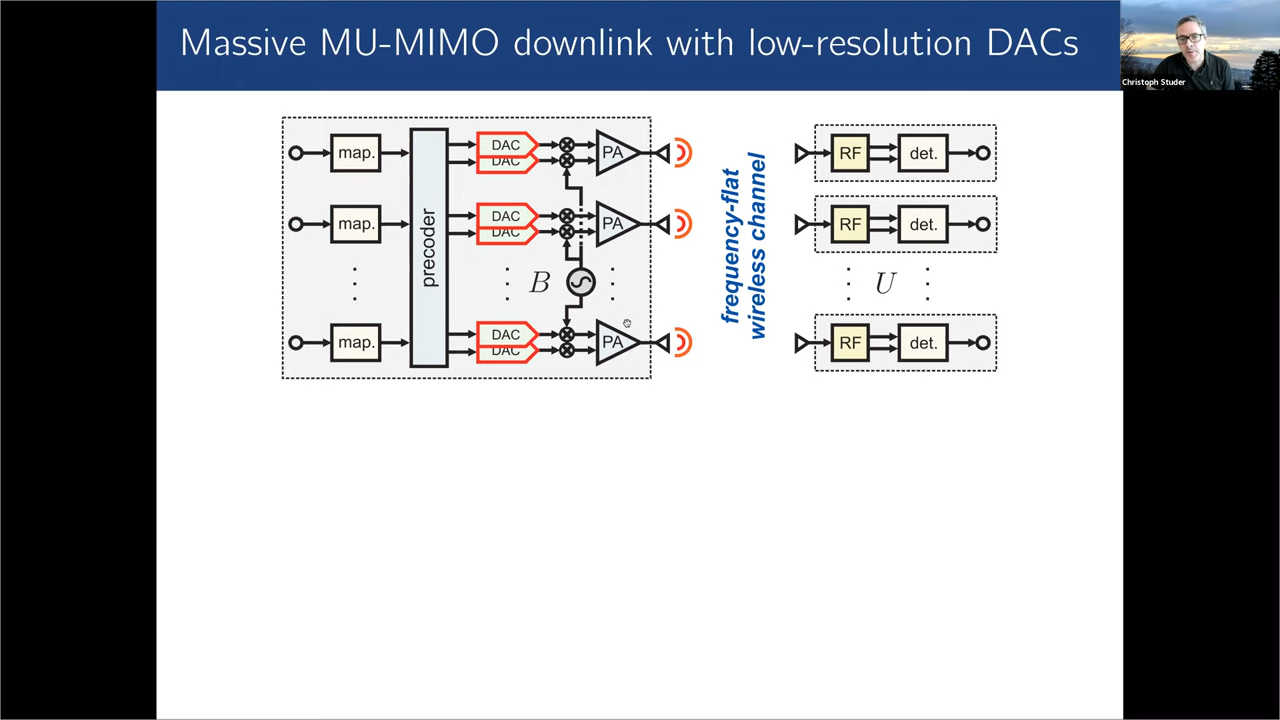 Massive MU-MIMO downlink with low-resolution DACs
Christoph Studer
map.
DAC
DAC
PA
RF
det.
map.
DAC
DAC
PA
RF
det.
precoder
B
frequency-flat
wireless channel
U
map.
DAC
DAC
PA
RF
det.